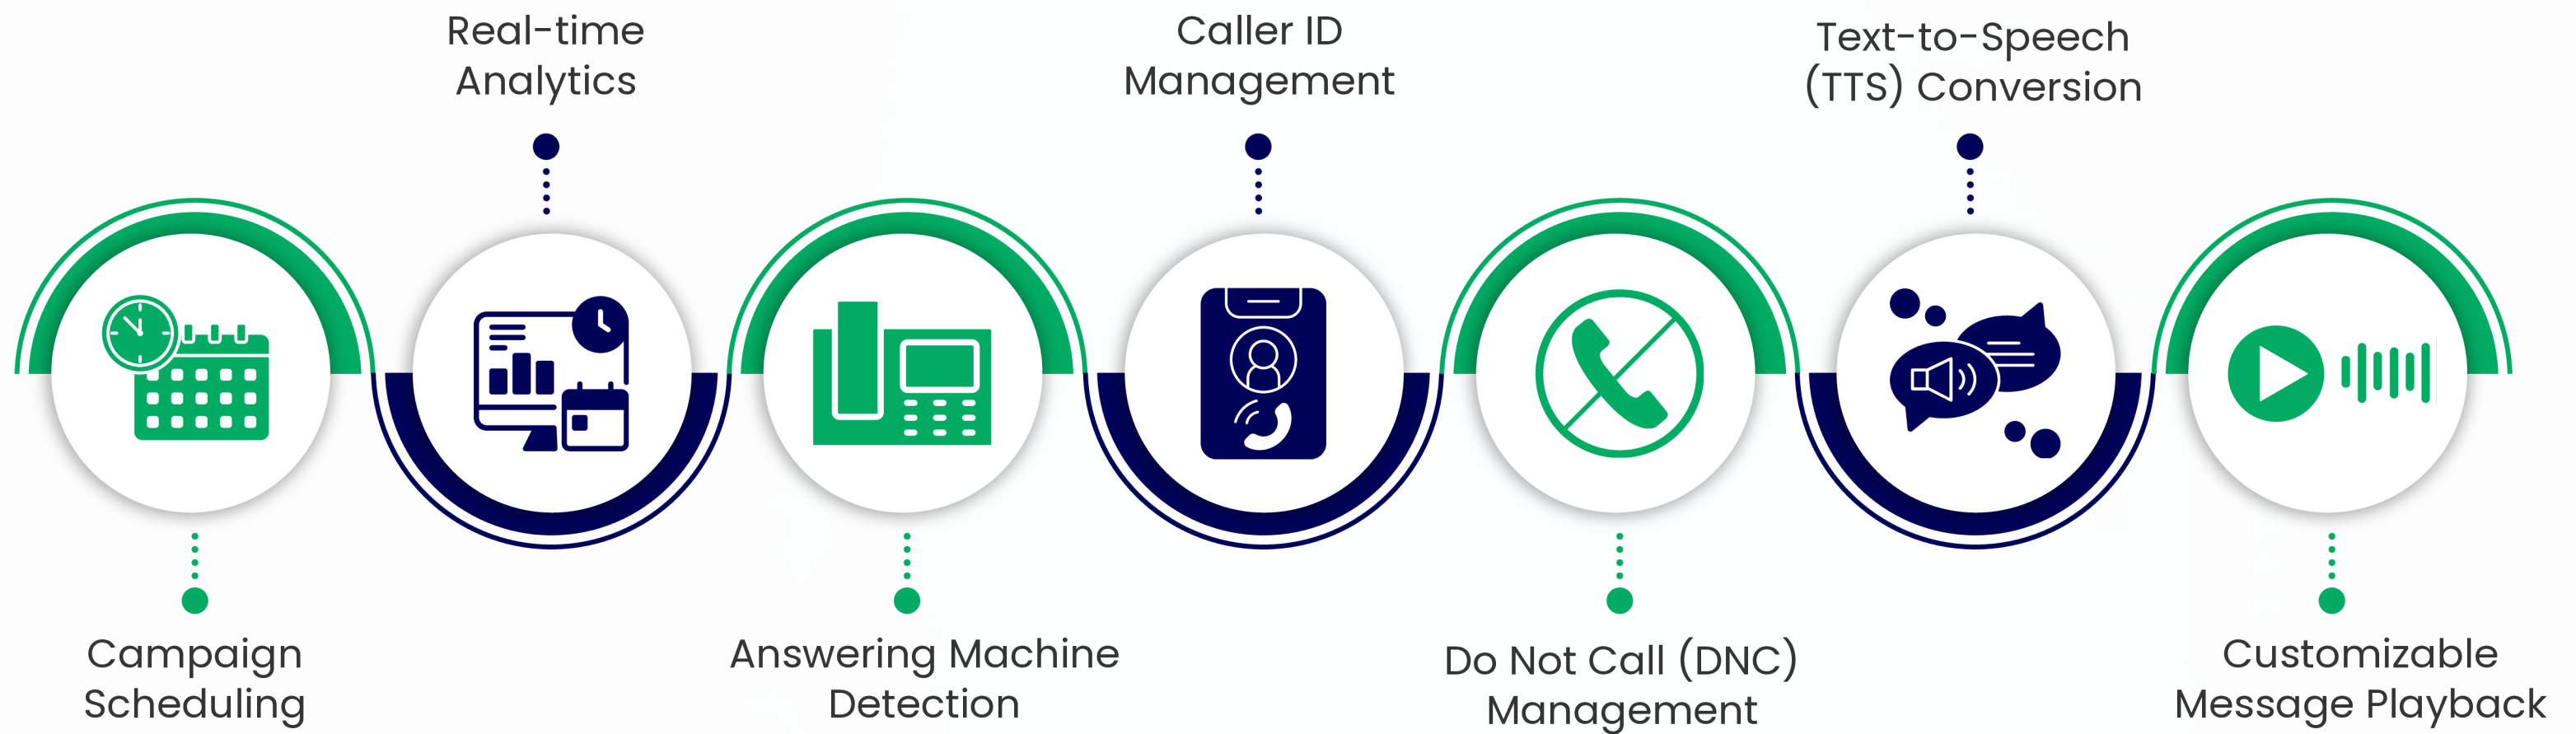 Real-time
Analytics
Caller ID
Management
Text-to-Speech
(TTS) Conversion
Campaign
Scheduling
Answering Machine
Detection
Do Not Call (DNC)
Management
Customizable
Message Playback